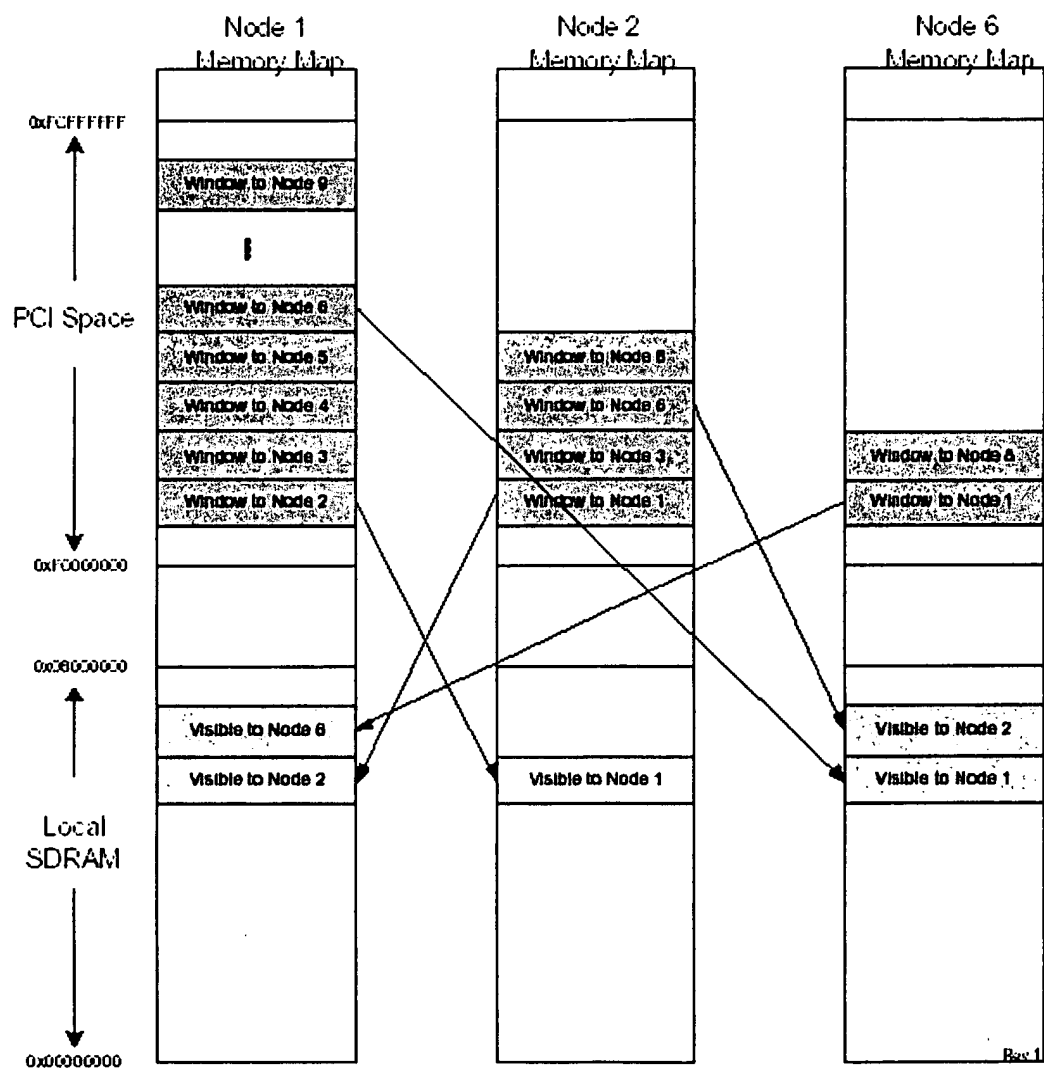 Node 1
Memory Map
Node 2
Memory Map
Node 6
Memory Map
0xFCFFFFFF
Window to Node 9
PCI Space
Window to Node 6
Window to Node 5
Window to Node 4
Window to Node 3
Window to Node 2
Window to Node
Window to Node 6
Window to Node 3
Window to Node 1
Window to Node
Window to Node 1
0x08000000
Visible to Node 6
Visible to Node 2
Visible to Node 1
Visible to Node 2
Visible to Node 1
Local
SDRAM
0x00000000